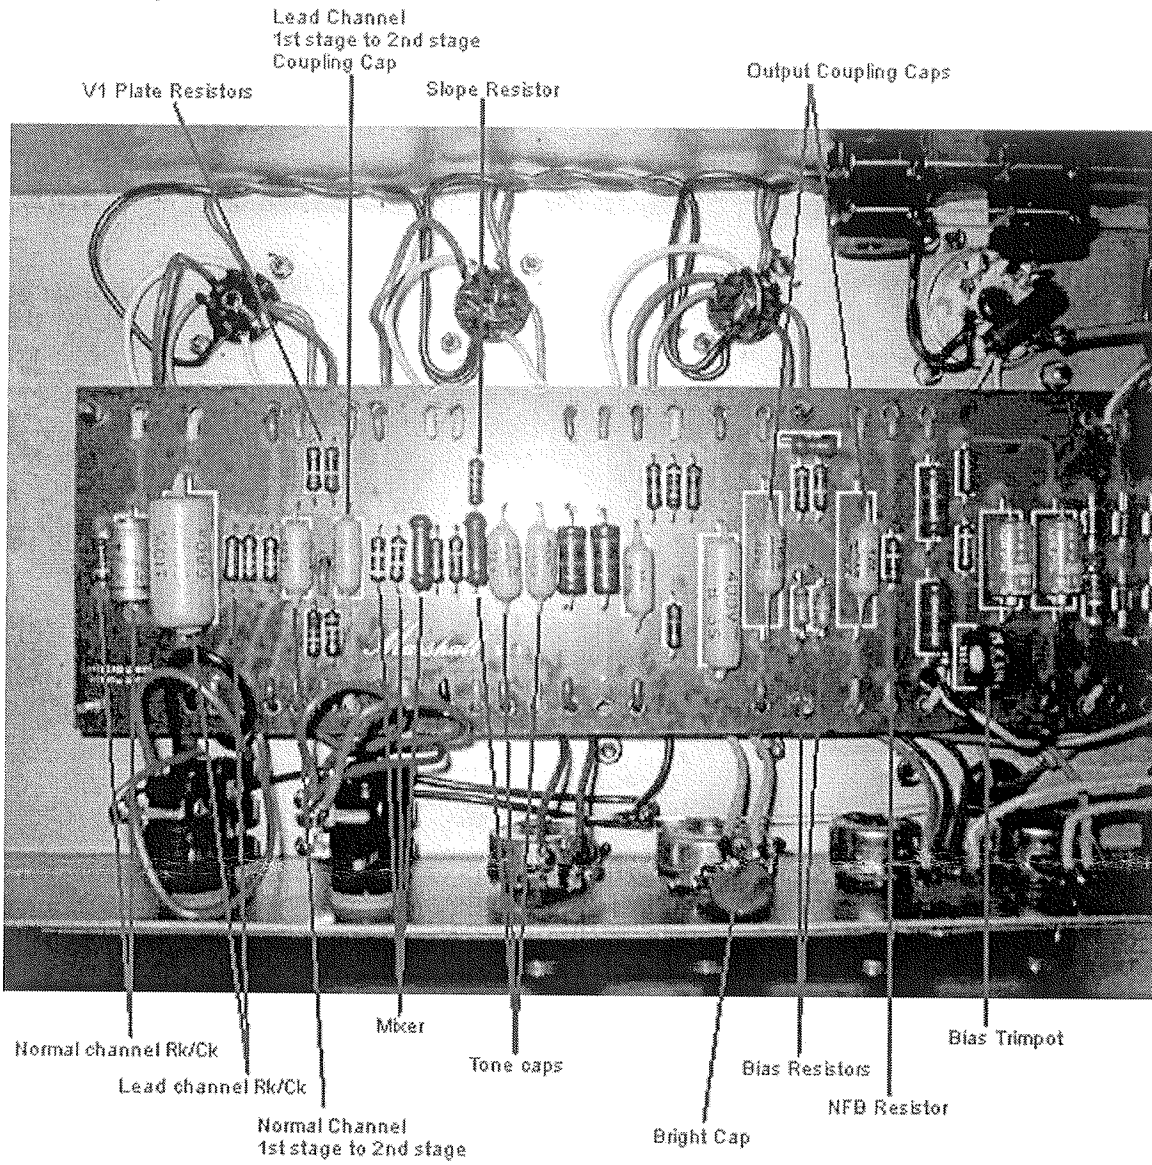 Lead Channel
1st stage to 2nd stage
Coupling Cap
V1 Plate Resistors
Slope Resistor
Output Coupling Caps
Marshall
Normal channel Rk/Ck
Lead channel Rk/Ck
Normal Channel
1st stage to 2nd stage
Mixer
Tone caps
Bright Cap
Bias Resistors
NFB Resistor
Bias Trimpot